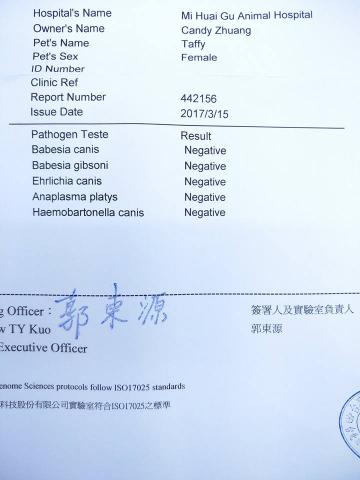 Hospital's Name Mi Huai Gu Animal Hospital
Owner's Name Candy Zhuang
Pet's Name Taffy
Pet's Sex Female
ID Number
Clinic Ref
Report Number 442156
Issue Date 2017/3/15
Pathogen Teste Result
Babesia canis Negative
Babesia gibsoni Negative
Ehrlichia canis Negative
Anaplasma platys Negative
Haemobartonella canis Negative
g Officer : 郭東源 簽署人及實驗室負責人
w TY Kuo 郭東源
Executive Officer
enome Sciences protocols follow ISO17025 standards
科技股份有限公司實驗室符合ISO17025之標準